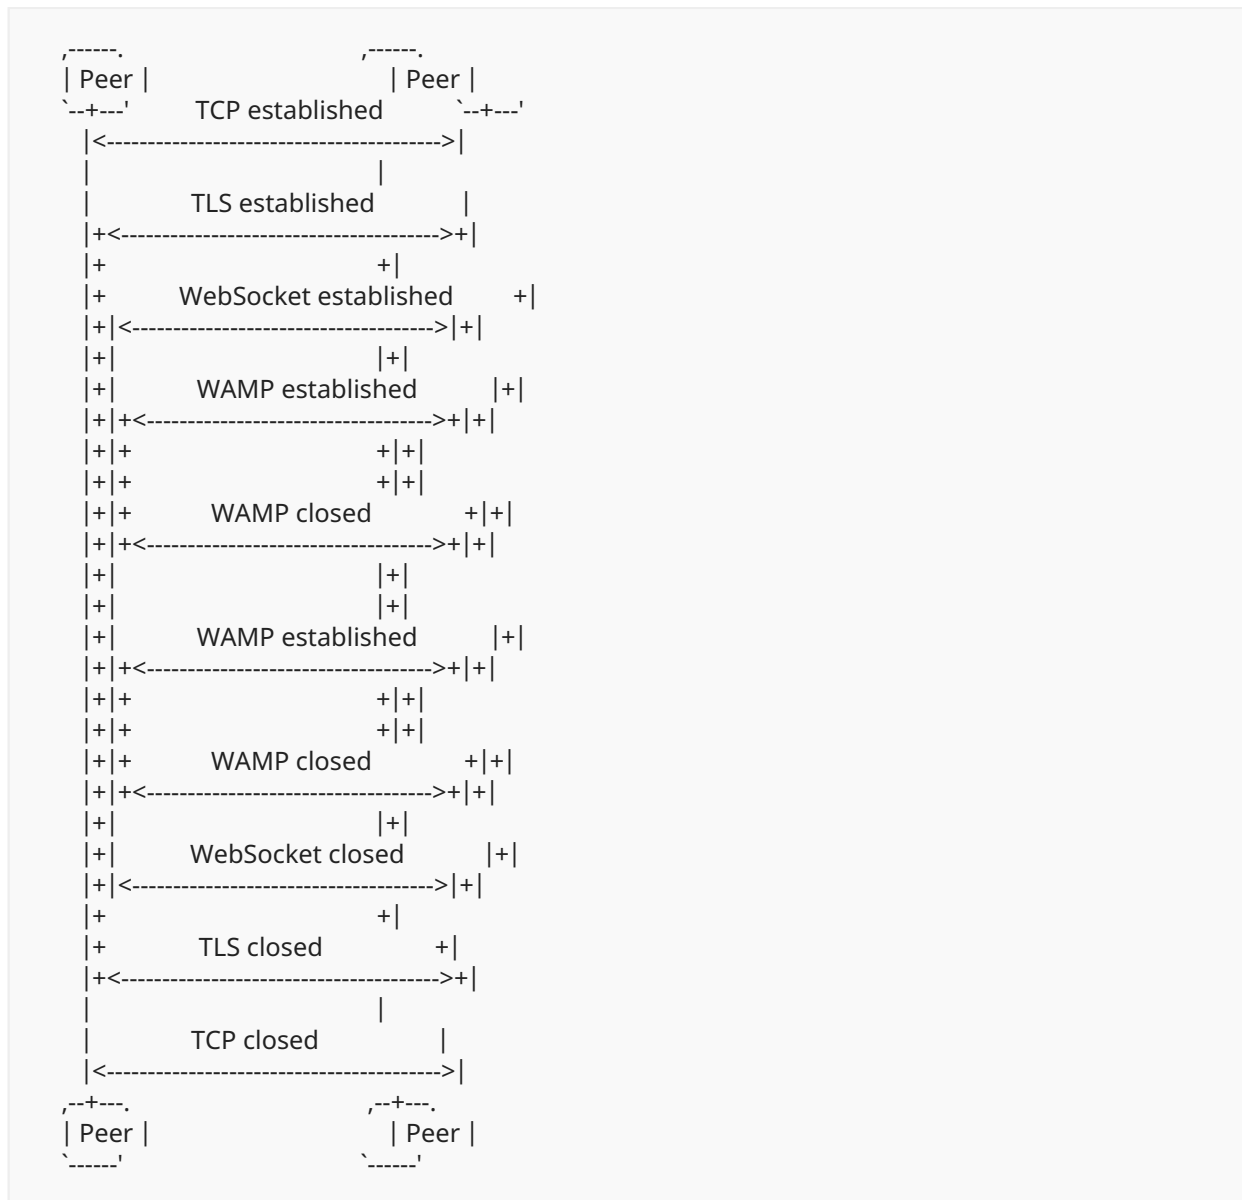 ,------.                                    ,------.
| Peer |                                    | Peer |
`--+---'          TCP established          `--+---'
   |<----------------------------------------->|
   |                                           |
   |               TLS established             |
   |+<--------------------------------------->+|
   |+                                         +|
   |+           WebSocket established         +|
   |+|<------------------------------------->|+|
   |+|                                       |+|
   |+|            WAMP established           |+|
   |+|+<----------------------------------->+|+|
   |+|+                                     +|+|
   |+|+                                     +|+|
   |+|+             WAMP closed             +|+|
   |+|+<----------------------------------->+|+|
   |+|                                       |+|
   |+|                                       |+|
   |+|            WAMP established           |+|
   |+|+<----------------------------------->+|+|
   |+|+                                     +|+|
   |+|+                                     +|+|
   |+|+             WAMP closed             +|+|
   |+|+<----------------------------------->+|+|
   |+|                                       |+|
   |+|            WebSocket closed           |+|
   |+|<------------------------------------->|+|
   |+                                         +|
   |+                TLS closed               +|
   |+<--------------------------------------->+|
   |                                           |
   |                 TCP closed                |
   |<----------------------------------------->|
,--+---.                                    ,--+---.
| Peer |                                    | Peer |
`------'                                    `------'